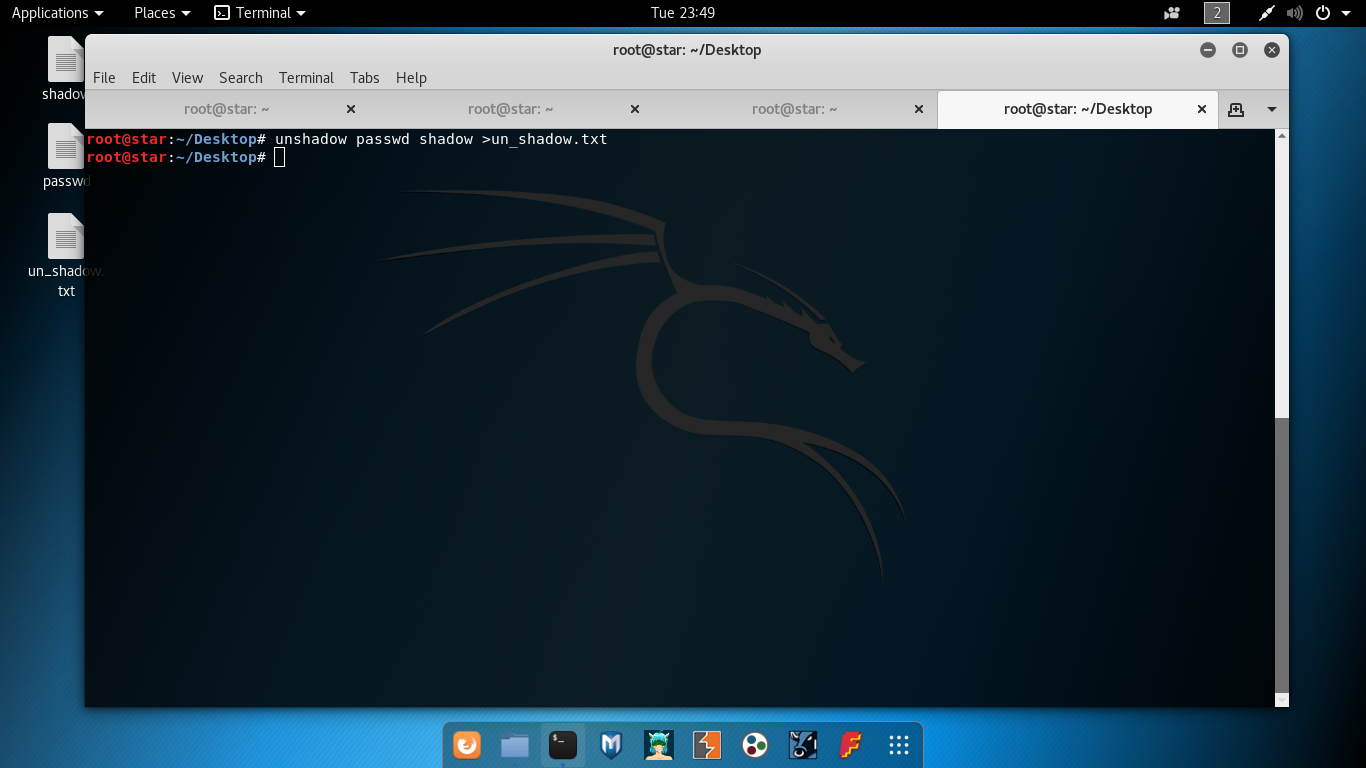 Applications Places Terminal Tue 23:49 2
shadow
passwd
un_shadow.
txt
root@star: ~/Desktop
File Edit View Search Terminal Tabs Help
root@star: ~ root@star: ~ root@star: ~ root@star: ~/Desktop
root@star:~/Desktop# unshadow passwd shadow >un_shadow.txt
root@star:~/Desktop#
$_